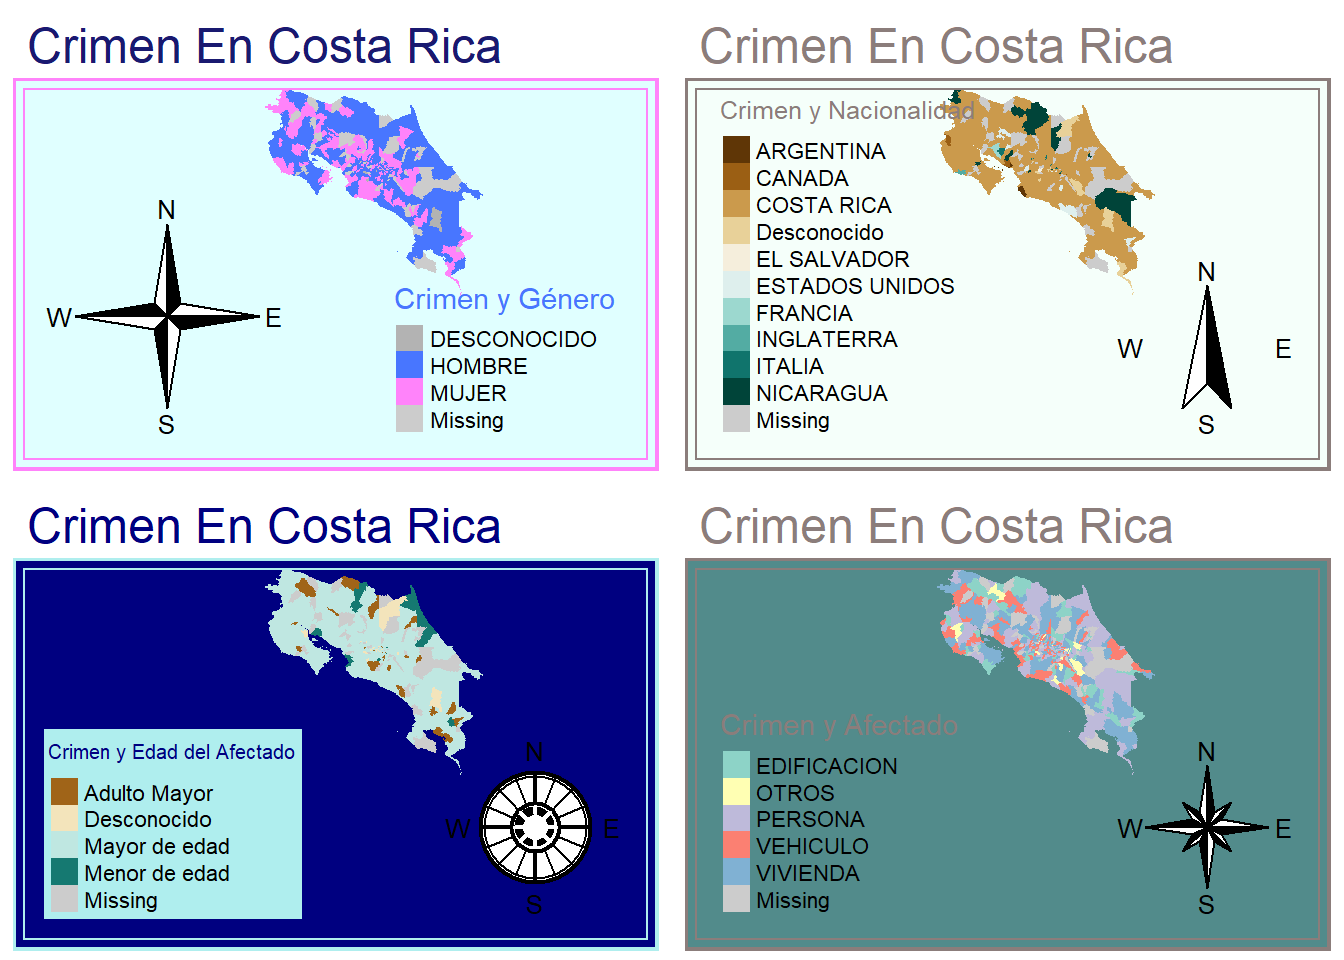 Crimen En Costa Rica
N
W
E
S
Crimen y Género
DESCONOCIDO
HOMBRE
MUJER
Missing
Crimen En Costa Rica
Crimen y Nacionalidad
ARGENTINA
CANADA
COSTA RICA
Desconocido
EL SALVADOR
ESTADOS UNIDOS
FRANCIA
INGLATERRA
ITALIA
NICARAGUA
Missing
N
W
E
S
Crimen En Costa Rica
Crimen y Edad del Afectado
Adulto Mayor
Desconocido
Mayor de edad
Menor de edad
Missing
N
W
E
S
Crimen En Costa Rica
Crimen y Afectado
EDIFICACION
OTROS
PERSONA
VEHICULO
VIVIENDA
Missing
N
W
E
S